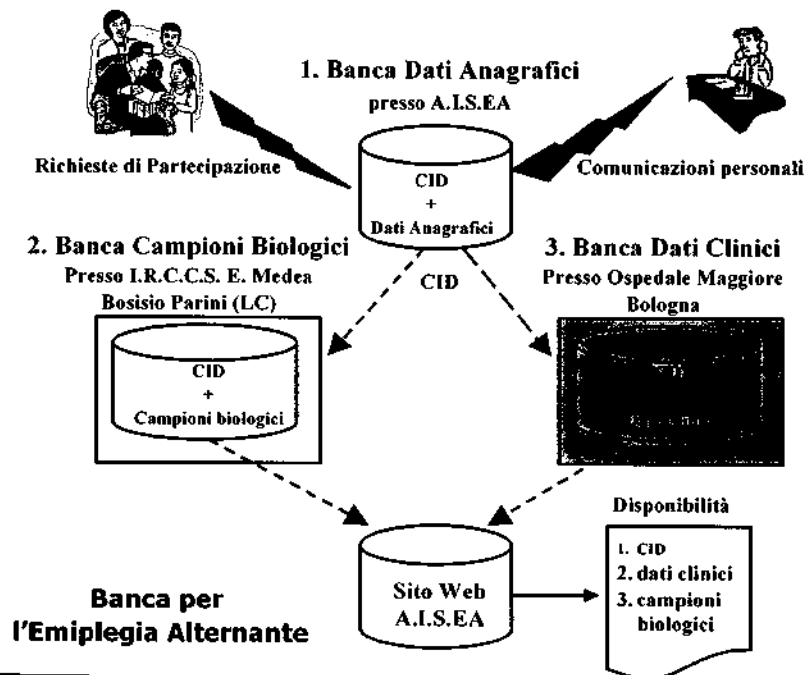 1. Banca Dati Anagrafici
presso A.I.S.EA
Richieste di Partecipazione
Comunicazioni personali
CID
+
Dati Anagrafici
2. Banca Campioni Biologici
Presso I.R.C.C.S. E. Medea
Bosisio Parini (LC)
CID
3. Banca Dati Clinici
Presso Ospedale Maggiore
Bologna
CID
+
Campioni biologici
Disponibilità
1. CID
2. dati clinici
3. campioni
biologici
Sito Web
A.I.S.EA
Banca per
l'Emiplegia Alternante